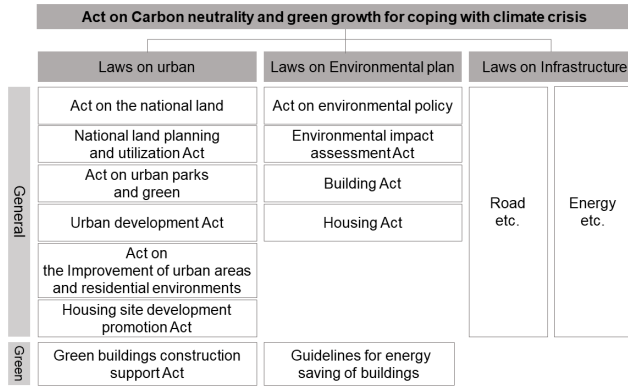 Act on Carbon neutrality and green growth for coping with climate crisis
Laws on urban
Laws on Environmental plan
Laws on Infrastructure
General
Act on the national land
National land planning
and utilization Act
Act on urban parks
and green
Urban development Act
Act on
the Improvement of urban areas
and residential environments
Housing site development
promotion Act
Act on environmental policy
Environmental impact
assessment Act
Building Act
Housing Act
Road
etc.
Energy
etc.
Green
Green buildings construction
support Act
Guidelines for energy
saving of buildings